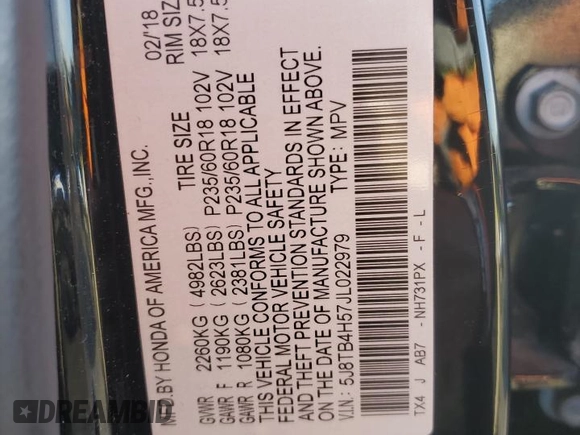 MFD. BY HONDA OF AMERICA MFG., INC. 02/'18
TIRE SIZE RIM SIZE
GVWR : 2260KG ( 4982LBS)
GAWR F 1190KG ( 2623LBS) P235/60R18 102V 18X7.5
GAWR R 1080KG ( 2381LBS) P235/60R18 102V 18X7.5
THIS VEHICLE CONFORMS TO ALL APPLICABLE
FEDERAL MOTOR VEHICLE SAFETY
AND THEFT PREVENTION STANDARDS IN EFFECT
ON THE DATE OF MANUFACTURE SHOWN ABOVE.
V.I.N.: 5J8TB4H57JL022979 TYPE: MPV
TX4 J AB7 - NH731PX - F - L
DREAMBID